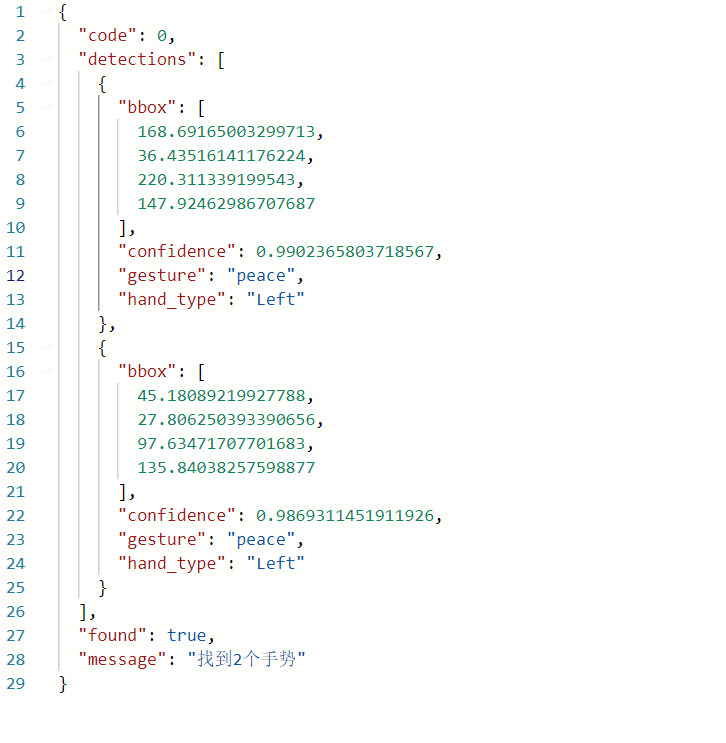 1 {
2 "code": 0,
3 "detections": [
4 {
5 "bbox": [
6 168.69165003299713,
7 36.43516141176224,
8 220.311339199543,
9 147.92462986707687
10 ],
11 "confidence": 0.9902365803718567,
12 "gesture": "peace",
13 "hand_type": "Left"
14 },
15 {
16 "bbox": [
17 45.18089219927788,
18 27.806250393390656,
19 97.63471707701683,
20 135.84038257598877
21 ],
22 "confidence": 0.9869311451911926,
23 "gesture": "peace",
24 "hand_type": "Left"
25 }
26 ],
27 "found": true,
28 "message": "找到2个手势"
29 }